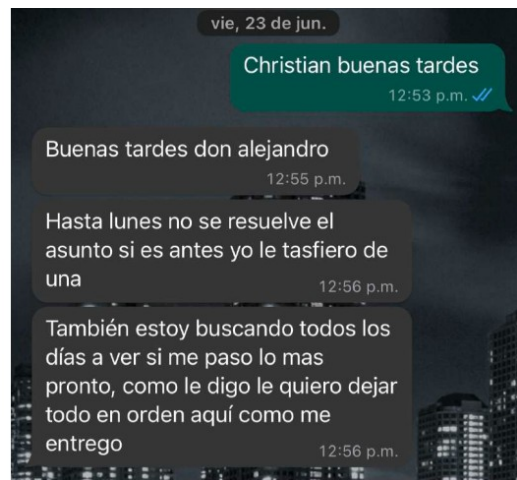 vie, 23 de jun.
Christian buenas tardes
12:53 p.m.
Buenas tardes don alejandro
12:55 p.m.
Hasta lunes no se resuelve el
asunto si es antes yo le tasfiero de
una
12:56 p.m.
También estoy buscando todos los
días a ver si me paso lo mas
pronto, como le digo le quiero dejar
todo en orden aquí como me
entrego
12:56 p.m.